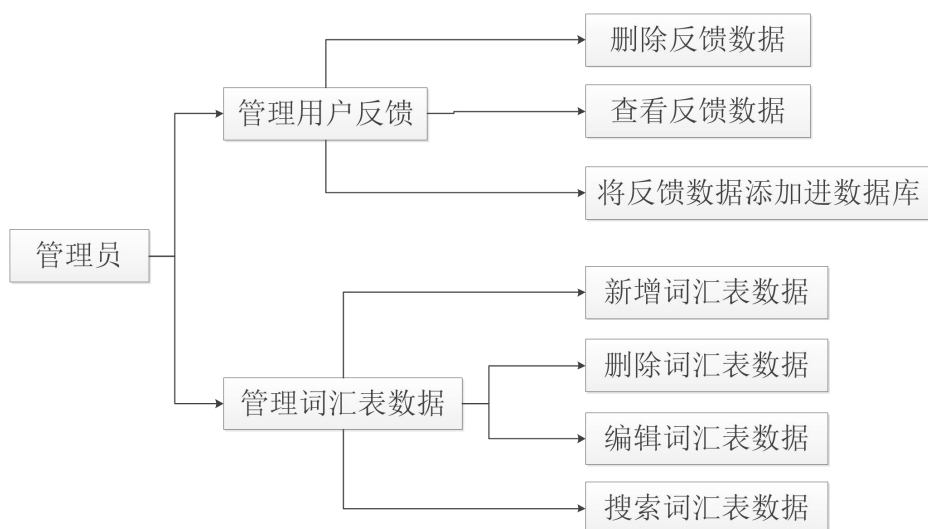 删除反馈数据
管理用户反馈
查看反馈数据
将反馈数据添加进数据库
管理员
新增词汇表数据
删除词汇表数据
管理词汇表数据
编辑词汇表数据
搜索词汇表数据